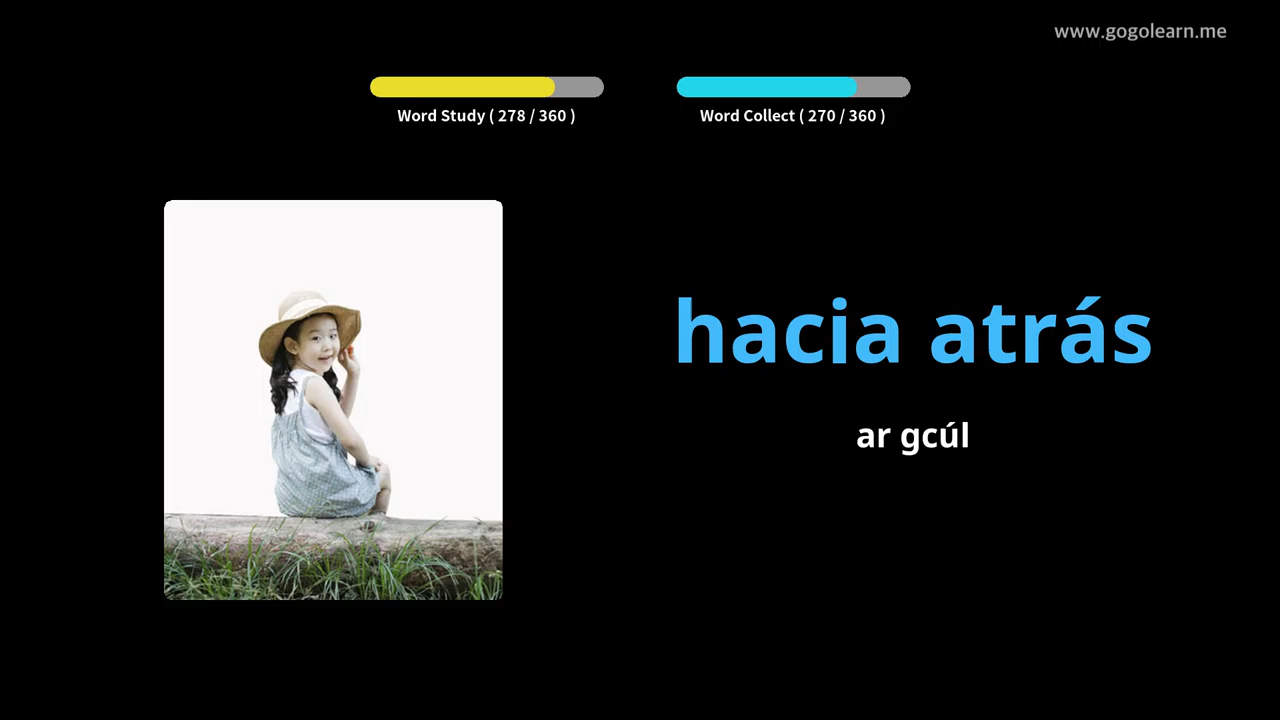 www.gogolearn.me
Word Study ( 278 / 360 )
Word Collect ( 270 / 360 )
hacia atrás
ar gcúl